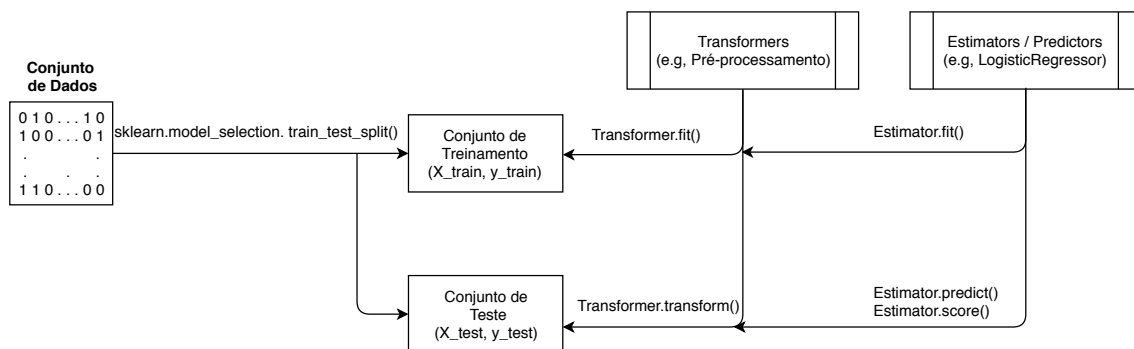 Conjunto
de Dados
0 1 0 . . . 1 0
1 0 0 . . . 0 1
. . .
. . .
1 1 0 . . . 0 0
sklearn.model_selection. train_test_split()
Conjunto de
Treinamento
(X_train, y_train)
Transformer.fit()
Transformers
(e.g, Pré-processamento)
Estimators / Predictors
(e.g, LogisticRegressor)
Estimator.fit()
Conjunto de
Teste
(X_test, y_test)
Transformer.transform()
Estimator.predict()
Estimator.score()